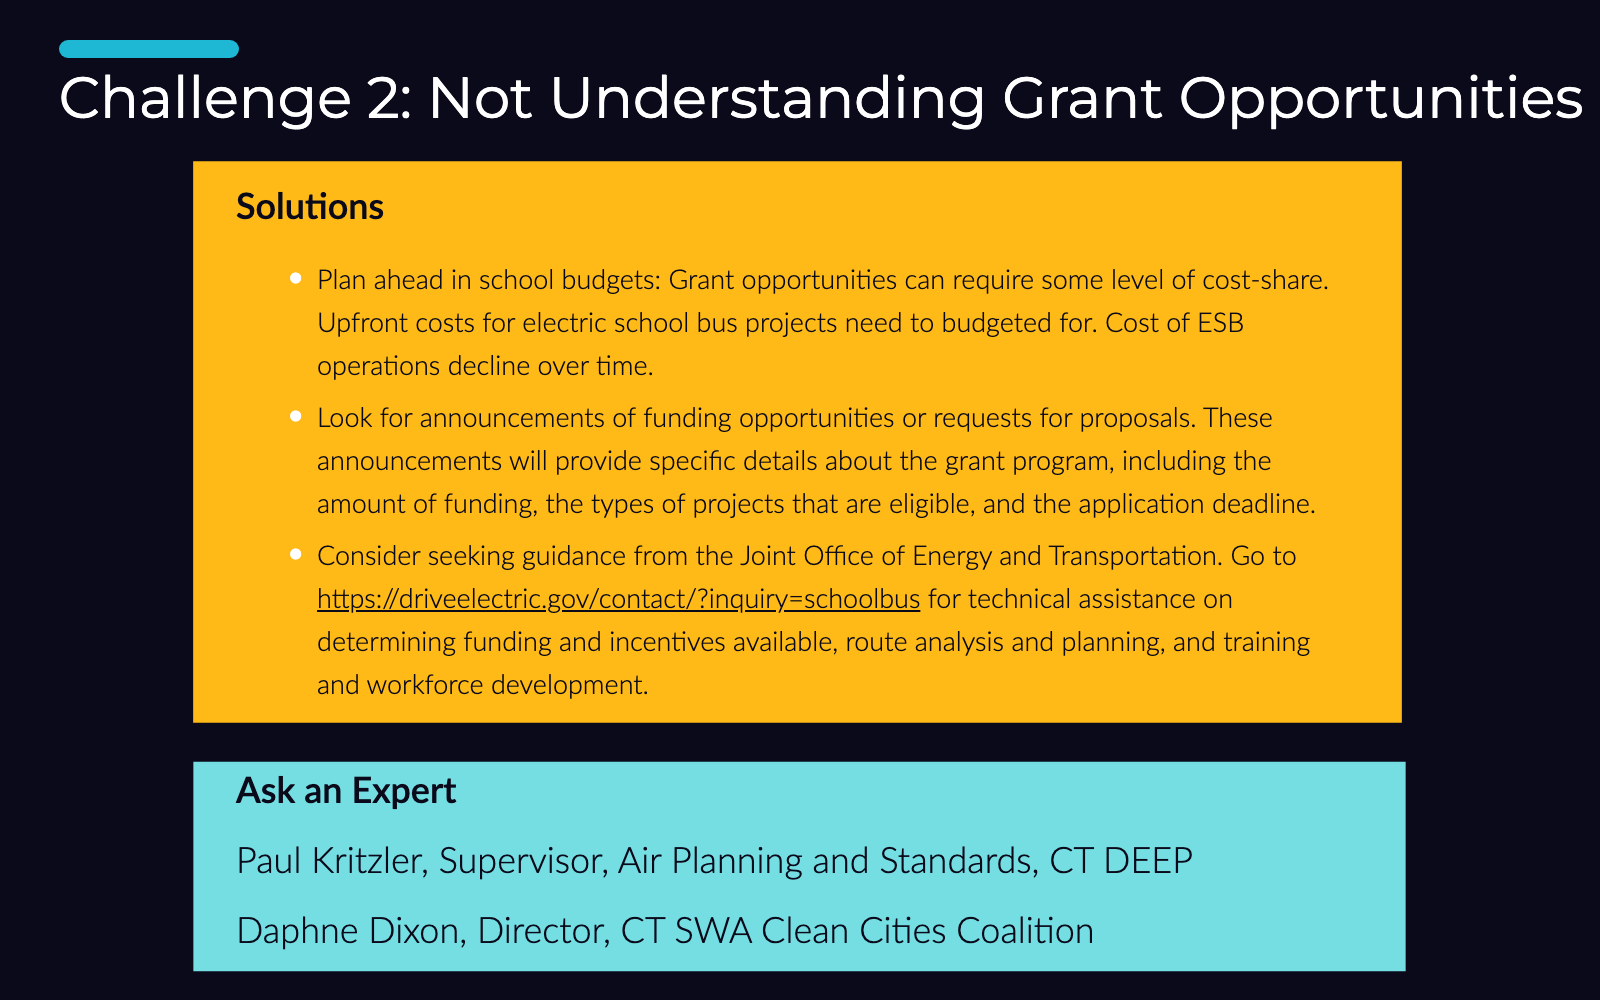 Challenge 2: Not Understanding Grant Opportunities
Solutions
Plan ahead in school budgets: Grant opportunities can require some level of cost-share.
Upfront costs for electric school bus projects need to budgeted for. Cost of ESB
operations decline over time.
Look for announcements of funding opportunities or requests for proposals. These
announcements will provide specific details about the grant program, including the
amount of funding, the types of projects that are eligible, and the application deadline.
Consider seeking guidance from the Joint Office of Energy and Transportation. Go to
https://driveelectric.gov/contact/?inquiry=schoolbus for technical assistance on
determining funding and incentives available, route analysis and planning, and training
and workforce development.
Ask an Expert
Paul Kritzler, Supervisor, Air Planning and Standards, CT DEEP
Daphne Dixon, Director, CT SWA Clean Cities Coalition